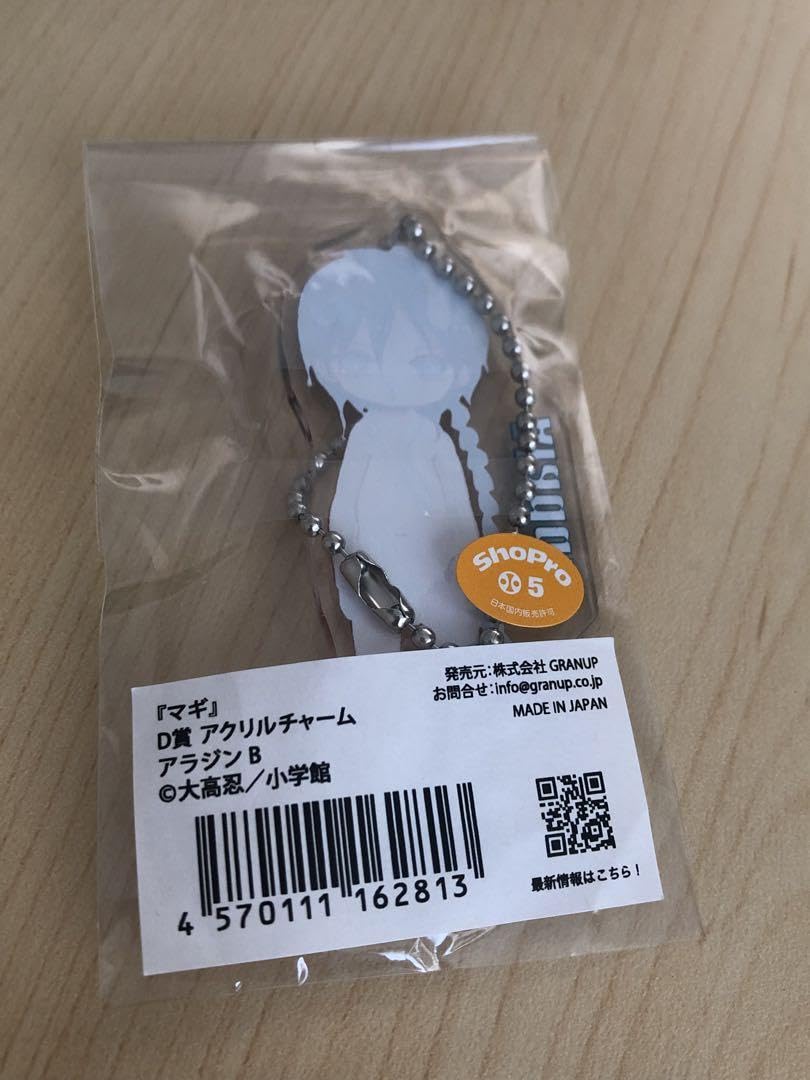 ShoPro
5
日本国内販売許可
発売元：株式会社 GRANUP
お問合せ：info@granup.co.jp
MADE IN JAPAN
『マギ』
D賞 アクリルチャーム
アラジン B
©大高忍／小学館
4 570111 162813
最新情報はこちら！